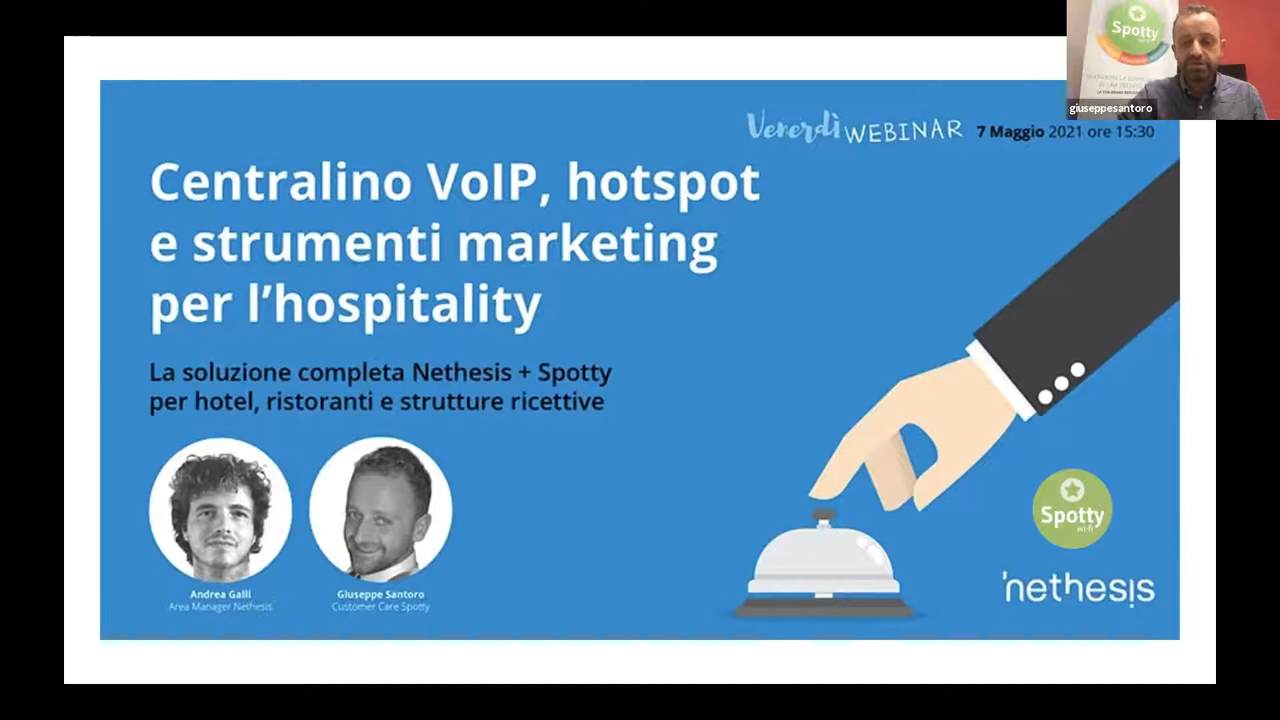 Spotty
giuseppesantoro
Venerdì WEBINAR 7 Maggio 2021 ore 15:30
Centralino VoIP, hotspot
e strumenti marketing
per l'hospitality
La soluzione completa Nethesis + Spotty
per hotel, ristoranti e strutture ricettive
Andrea Galli
Area Manager Nethesis
Giuseppe Santoro
Customer Care Spotty
Spotty
wi-fi
nethesis